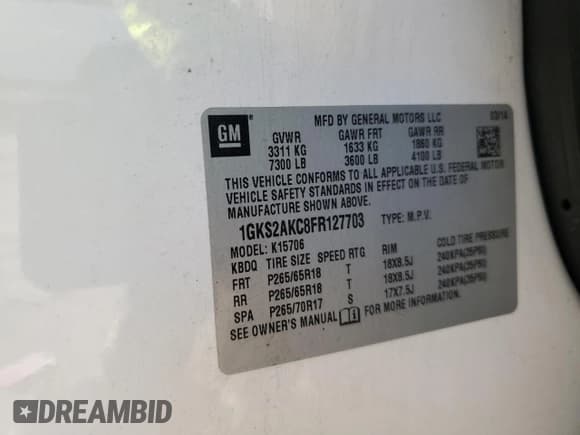 GM
MFD BY GENERAL MOTORS LLC 03/14
GVWR GAWR FRT GAWR RR
3311 KG 1633 KG 1860 KG
7300 LB 3600 LB 4100 LB
THIS VEHICLE CONFORMS TO ALL APPLICABLE U.S. FEDERAL MOTOR
VEHICLE SAFETY STANDARDS IN EFFECT ON THE DATE OF
MANUFACTURE SHOWN ABOVE.
1GKS2AKC8FR127703 TYPE: M.P.V.
MODEL: K15706
KBDQ TIRE SIZE SPEED RTG RIM COLD TIRE PRESSURE
FRT P265/65R18 T 18X8.5J 240KPA(35PSI)
RR P265/65R18 T 18X8.5J 240KPA(35PSI)
SPA P265/70R17 S 17X7.5J 240KPA(35PSI)
SEE OWNER'S MANUAL FOR MORE INFORMATION.
DREAMBID